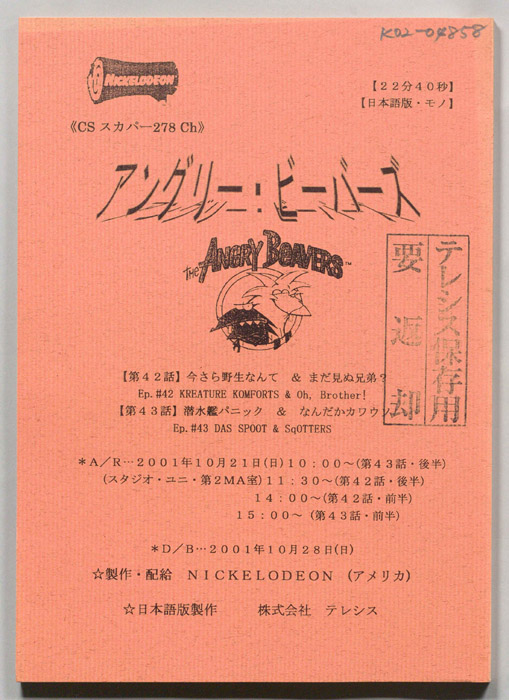 K02-04858
NICKELODEON
【22分40秒】
【日本語版・モノ】
《CS スカパー278 Ch》
アングリー:ビーバーズ
THE ANGRY BEAVERS™
テレシス保存用
要返却
【第42話】今さら野生なんて ＆ まだ見ぬ兄弟?
Ep.#42 KREATURE KOMFORTS & Oh, Brother!
【第43話】潜水艦パニック ＆ なんだかカワウソ
Ep.#43 DAS SPOOT & SqOTTERS
*A／R…2001年10月21日(日)10:00〜(第43話・後半)
(スタジオ・ユニ・第2MA室)11:30〜(第42話・後半)
14:00〜(第42話・前半)
15:00〜(第43話・前半)
*D／B…2001年10月28日(日)
☆製作・配給 NICKELODEON (アメリカ)
☆日本語版製作 株式会社 テレシス